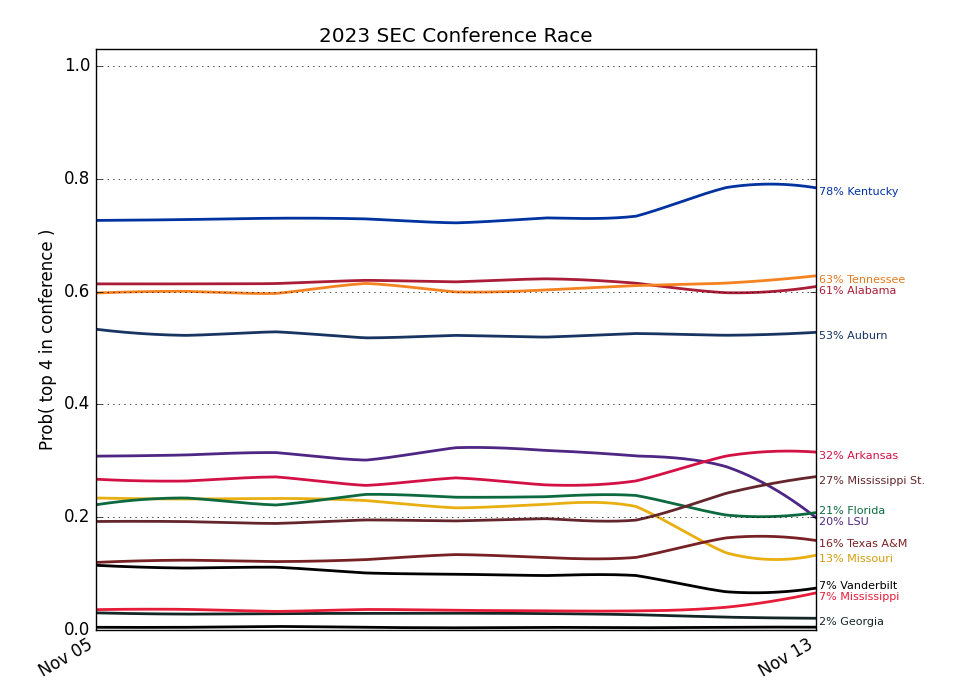 2023 SEC Conference Race
Prob( top 4 in conference )
1.0
0.8
0.6
0.4
0.2
0.0
Nov 05
Nov 13
78% Kentucky
63% Tennessee
61% Alabama
53% Auburn
32% Arkansas
27% Mississippi St.
21% Florida
20% LSU
16% Texas A&M
13% Missouri
7% Vanderbilt
7% Mississippi
2% Georgia